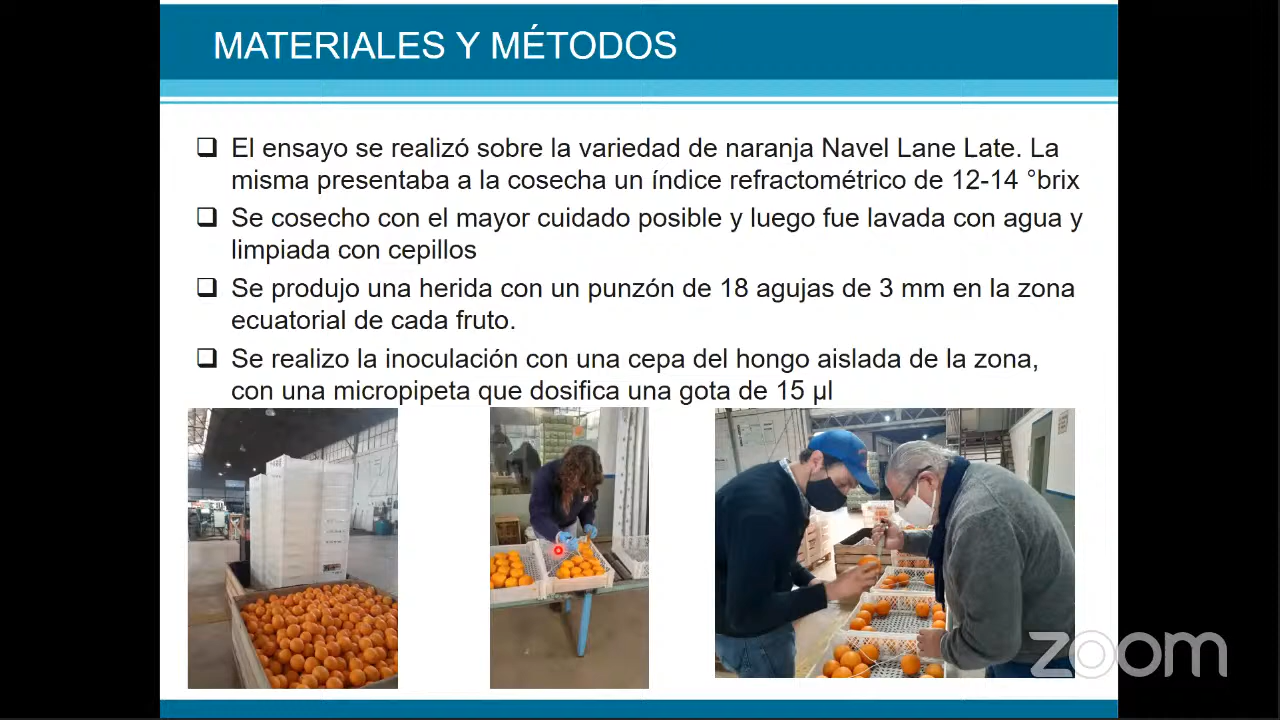 MATERIALES Y MÉTODOS
El ensayo se realizó sobre la variedad de naranja Navel Lane Late. La
misma presentaba a la cosecha un índice refractométrico de 12-14 °brix
Se cosecho con el mayor cuidado posible y luego fue lavada con agua y
limpiada con cepillos
Se produjo una herida con un punzón de 18 agujas de 3 mm en la zona
ecuatorial de cada fruto.
Se realizo la inoculación con una cepa del hongo aislada de la zona,
con una micropipeta que dosifica una gota de 15 µl
zoom